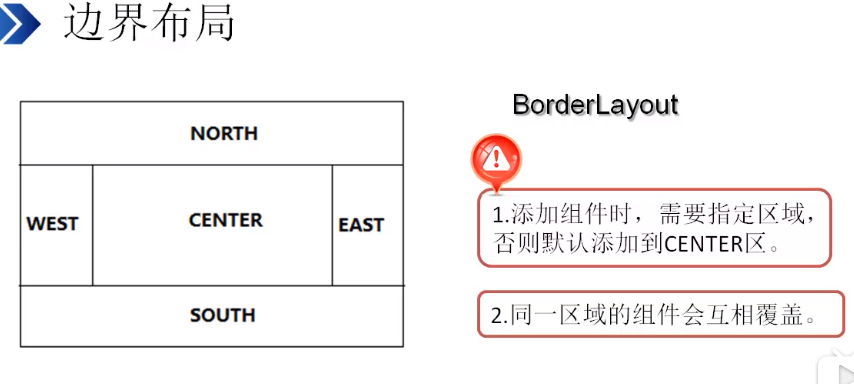 边界布局
NORTH
WEST
CENTER
EAST
SOUTH
BorderLayout
1.添加组件时，需要指定区域，
否则默认添加到CENTER区。
2.同一区域的组件会互相覆盖。